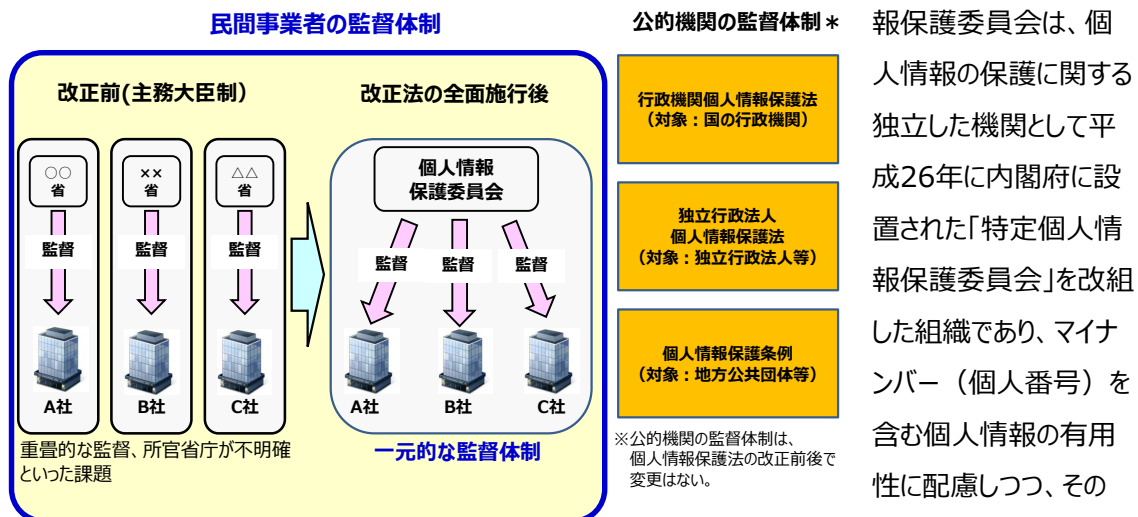 民間事業者の監督体制
改正前(主務大臣制）
○○
省
監督
A社
××
省
監督
B社
△△
省
監督
C社
重畳的な監督、所官省庁が不明確
といった課題
改正法の全面施行後
個人情報
保護委員会
監督
監督
監督
A社
B社
C社
一元的な監督体制
公的機関の監督体制＊
行政機関個人情報保護法
（対象：国の行政機関）
独立行政法人
個人情報保護法
（対象：独立行政法人等）
個人情報保護条例
（対象：地方公共団体等）
※公的機関の監督体制は、
個人情報保護法の改正前後で
変更はない。
報保護委員会は、個
人情報の保護に関する
独立した機関として平
成26年に内閣府に設
置された「特定個人情
報保護委員会」を改組
した組織であり、マイナ
ンバー（個人番号）を
含む個人情報の有用
性に配慮しつつ、その